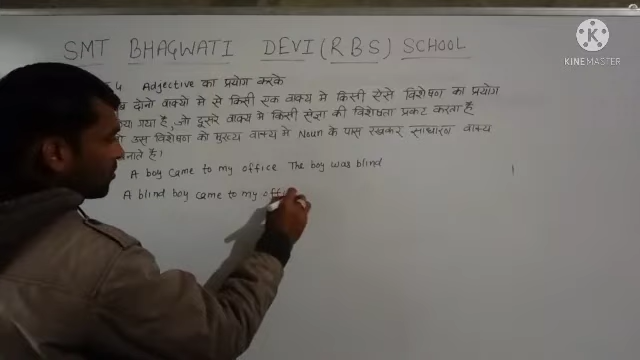 SMT BHAGWATI DEVI (RBS) SCHOOL
4 Adjective का प्रयोग करके
दोनो वाक्यो मे से किसी एक वाक्य मे किसी ऐसे विशेषण का प्रयोग
गया है, जो दूसरे वाक्य मे किसी संज्ञा की विशेषता प्रकट करता है
उस विशेषण को मुख्य वाक्य मे Noun के पास रखकर साधारण वाक्य
बनाते है।
A boy came to my office The boy was blind
A blind boy came to my offi
KINEMASTER